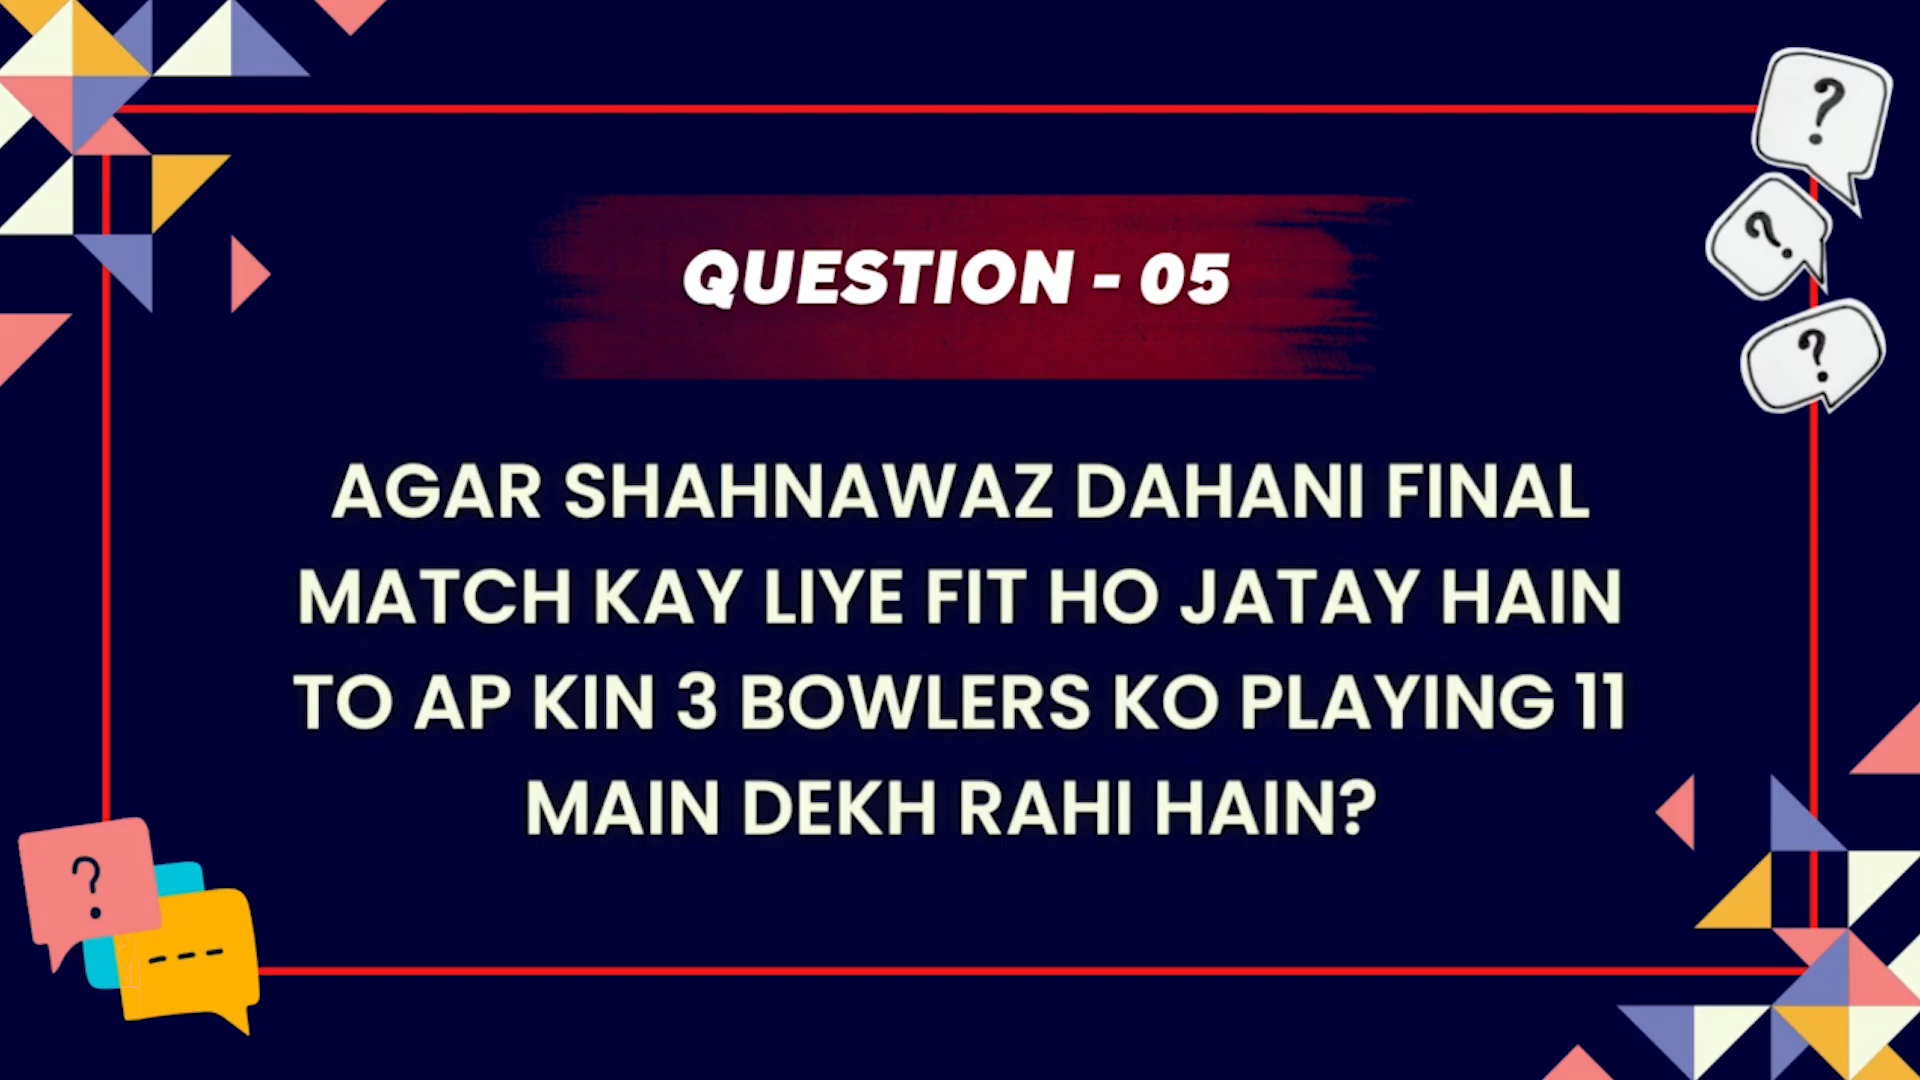 QUESTION - 05
AGAR SHAHNAWAZ DAHANI FINAL
MATCH KAY LIYE FIT HO JATAY HAIN
TO AP KIN 3 BOWLERS KO PLAYING 11
MAIN DEKH RAHI HAIN?
?
?
?
?